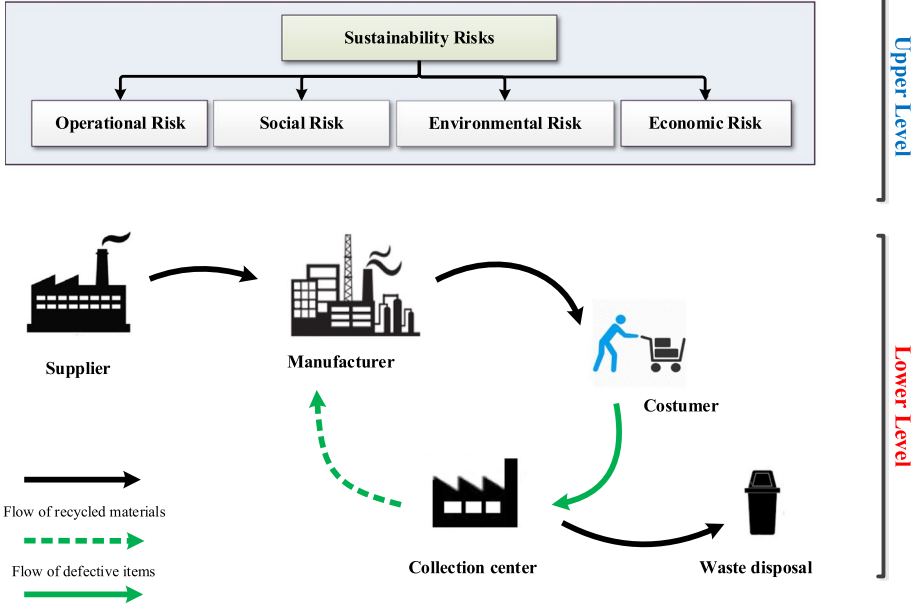 Sustainability Risks
Operational Risk
Social Risk
Environmental Risk
Economic Risk
Upper Level
Supplier
Manufacturer
Costumer
Lower Level
Flow of recycled materials
Flow of defective items
Collection center
Waste disposal